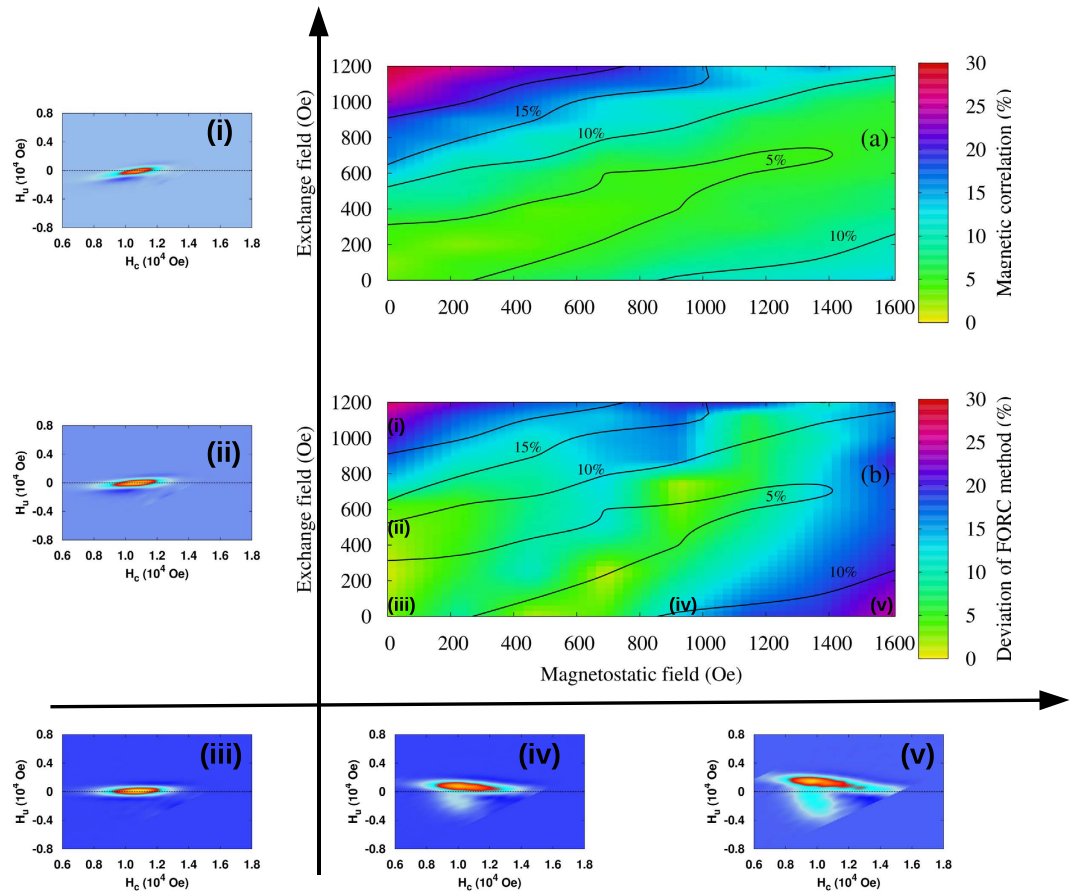 (i)
0.8
0.4
0
-0.4
-0.8
Hu (10^4 Oe)
0.6 0.8 1.0 1.2 1.4 1.6 1.8
Hc (10^4 Oe)
(a)
1200
1000
800
600
400
200
0
Exchange field (Oe)
15%
10%
5%
10%
0 200 400 600 800 1000 1200 1400 1600
30
25
20
15
10
5
0
Magnetic correlation (%)
(ii)
0.8
0.4
0
-0.4
-0.8
Hu (10^4 Oe)
0.6 0.8 1.0 1.2 1.4 1.6 1.8
Hc (10^4 Oe)
(b)
1200
1000
800
600
400
200
0
Exchange field (Oe)
(i)
15%
10%
5%
(ii)
10%
(iii) (iv) (v)
0 200 400 600 800 1000 1200 1400 1600
Magnetostatic field (Oe)
30
25
20
15
10
5
0
Deviation of FORC method (%)
(iii)
0.8
0.4
0
-0.4
-0.8
Hu (10^4 Oe)
0.6 0.8 1.0 1.2 1.4 1.6 1.8
Hc (10^4 Oe)
(iv)
0.8
0.4
0
-0.4
-0.8
Hu (10^4 Oe)
0.6 0.8 1.0 1.2 1.4 1.6 1.8
Hc (10^4 Oe)
(v)
0.8
0.4
0
-0.4
-0.8
Hu (10^4 Oe)
0.6 0.8 1.0 1.2 1.4 1.6 1.8
Hc (10^4 Oe)